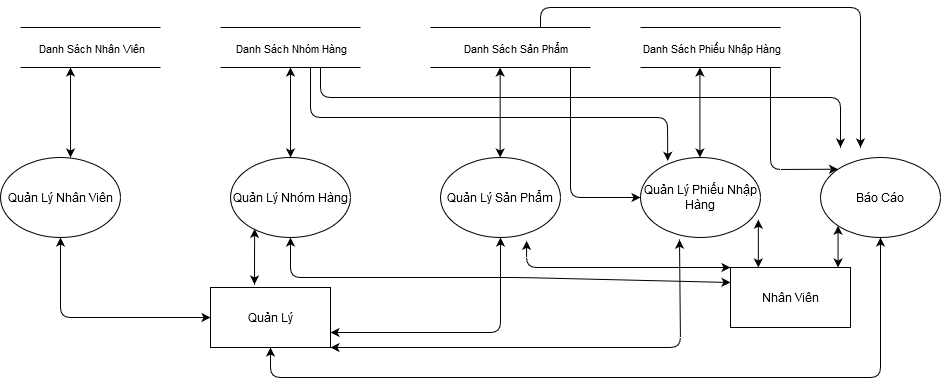 Danh Sách Nhân Viên
Danh Sách Nhóm Hàng
Danh Sách Sản Phẩm
Danh Sách Phiếu Nhập Hàng
Quản Lý Nhân Viên
Quản Lý Nhóm Hàng
Quản Lý Sản Phẩm
Quản Lý Phiếu Nhập
Hàng
Báo Cáo
Quản Lý
Nhân Viên